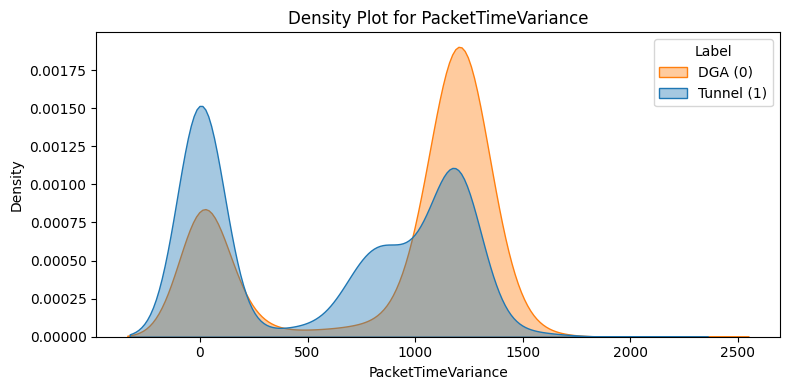 Density Plot for PacketTimeVariance
Label
DGA (0)
Tunnel (1)
Density
0.00175
0.00150
0.00125
0.00100
0.00075
0.00050
0.00025
0.00000
0 500 1000 1500 2000 2500
PacketTimeVariance